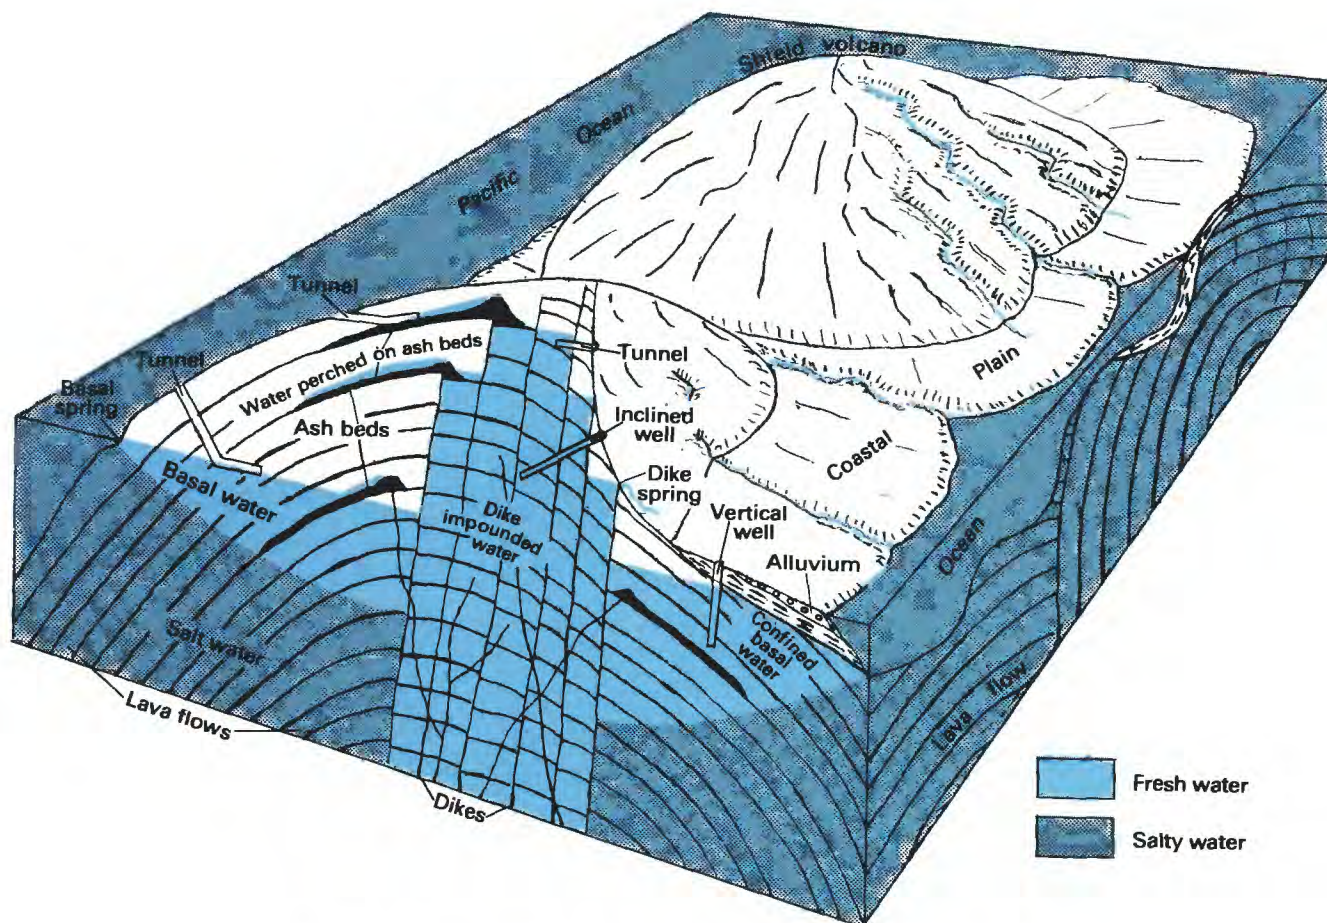 Shield volcano
Ocean
Pacific
Tunnel
Tunnel
Basal
spring
Water perched on ash beds
Ash beds
Basal water
Tunnel
Inclined
well
Dike
spring
Dike
impounded
water
Vertical
well
Plain
Coastal
Alluvium
Ocean
Confined
basal
water
Salt water
Lava flows
Dikes
Lava
flow
Fresh water
Salty water